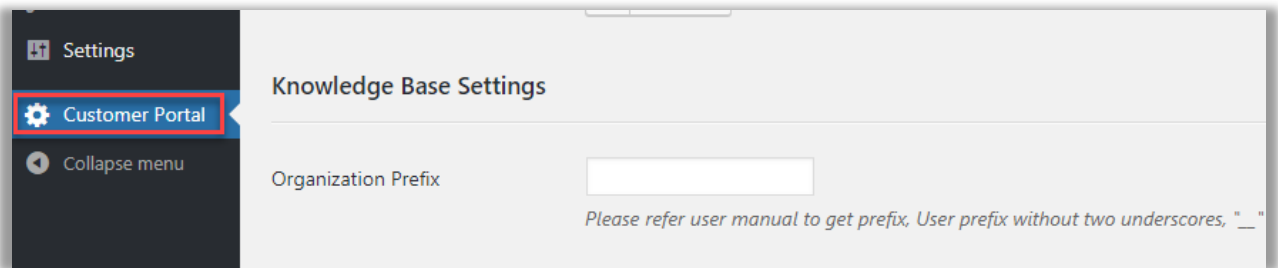 Settings
Customer Portal
Collapse menu
Knowledge Base Settings
Organization Prefix
Please refer user manual to get prefix, User prefix without two underscores, "__"